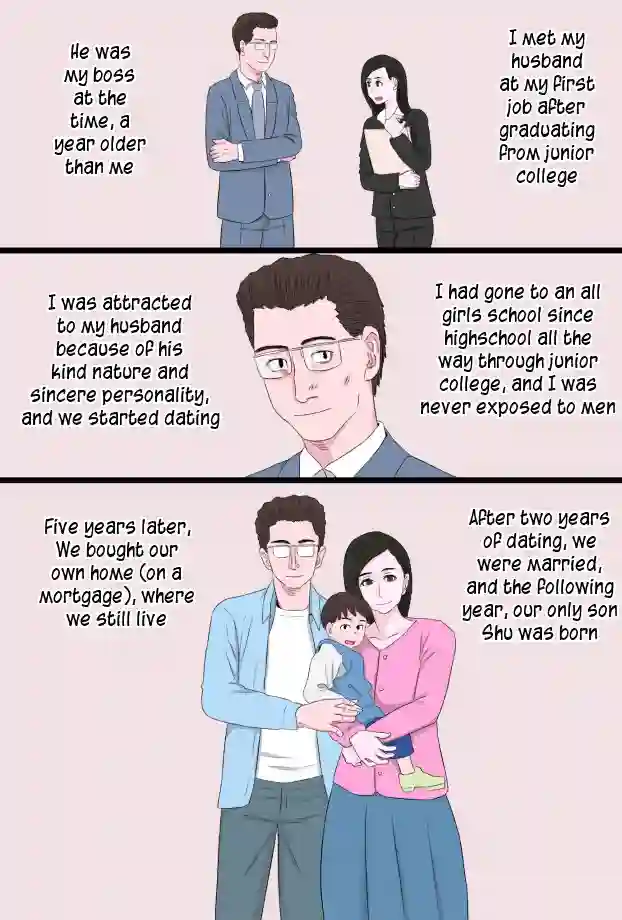 I met my
husband
at my first
job after
graduating
from junior
college
He was
my boss
at the
time, a
year older
than me
I had gone to an all
girls school since
highschool all the
way through junior
college, and I was
never exposed to men
I was attracted
to my husband
because of his
kind nature and
sincere personality,
and we started dating
After two years
of dating, we
were married,
and the following
year, our only son
Shu was born
Five years later,
We bought our
own home (on a
mortgage), where
we still live